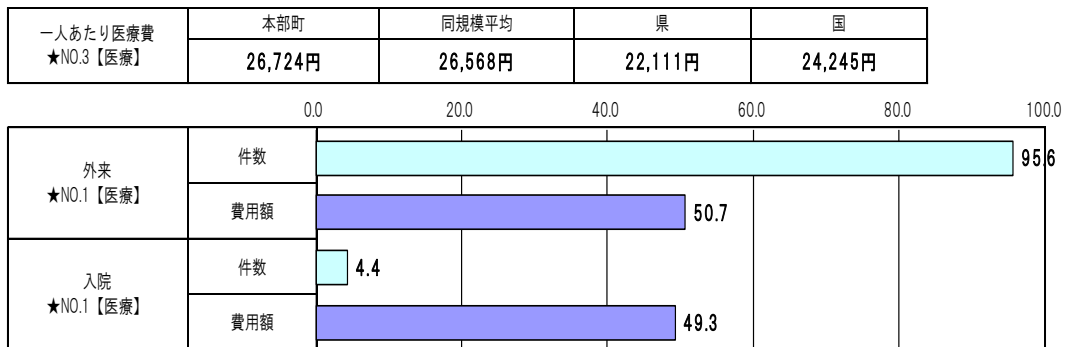 一人あたり医療費
★NO.3【医療】
本部町
同規模平均
県
国
26,724円
26,568円
22,111円
24,245円
0.0
20.0
40.0
60.0
80.0
100.0
外来
★NO.1【医療】
件数
95.6
費用額
50.7
入院
★NO.1【医療】
件数
4.4
費用額
49.3